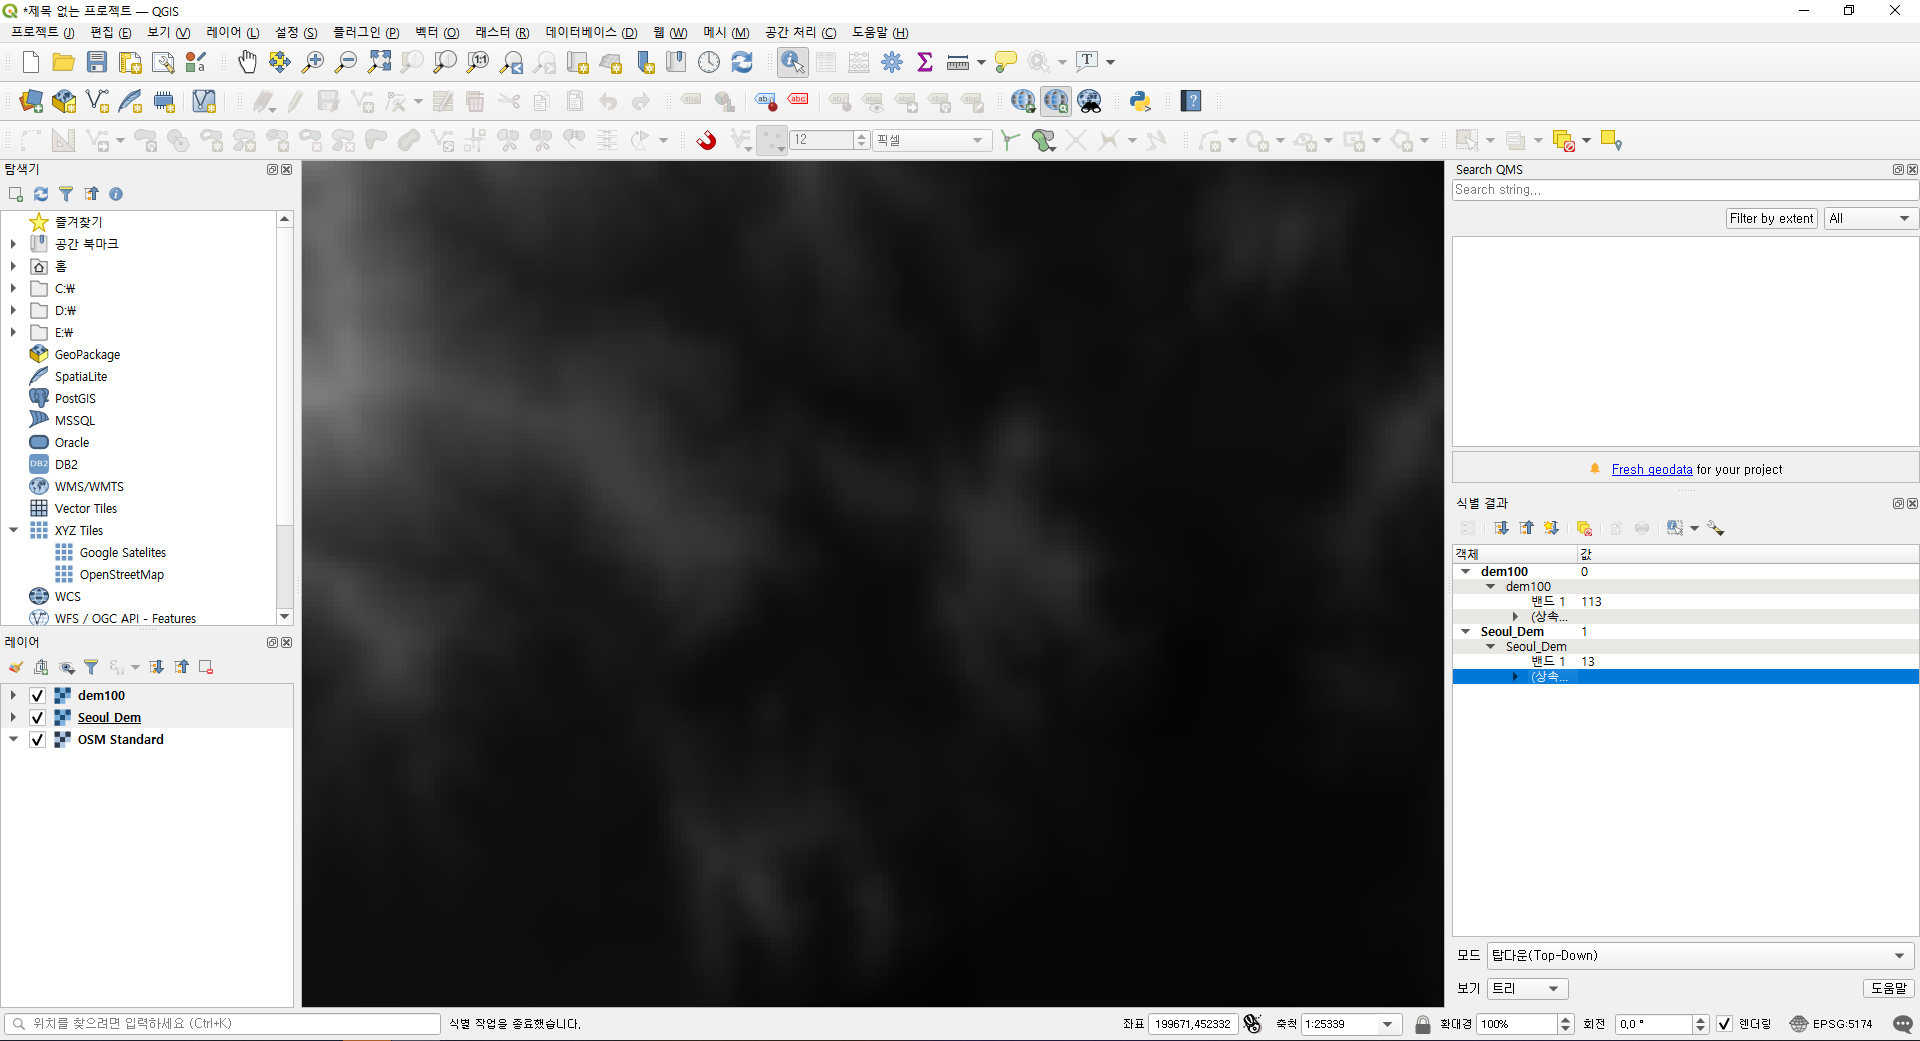 *제목 없는 프로젝트 — QGIS
프로젝트 (J) 편집 (E) 보기 (V) 레이어 (L) 설정 (S) 플러그인 (P) 벡터 (O) 래스터 (R) 데이터베이스 (D) 웹 (W) 메시 (M) 공간 처리 (C) 도움말 (H)
12 픽셀
탐색기
즐겨찾기
공간 북마크
홈
C:₩
D:₩
E:₩
GeoPackage
SpatiaLite
PostGIS
MSSQL
Oracle
DB2
WMS/WMTS
Vector Tiles
XYZ Tiles
Google Satelites
OpenStreetMap
WCS
WFS / OGC API - Features
레이어
dem100
Seoul_Dem
OSM Standard
Search QMS
Search string...
Filter by extent All
Fresh geodata for your project
식별 결과
객체 값
dem100 0
dem100
밴드 1 113
(상속...
Seoul_Dem 1
Seoul_Dem
밴드 1 13
(상속...
모드 탑다운(Top-Down)
보기 트리 도움말
위치를 찾으려면 입력하세요 (Ctrl+K) 식별 작업을 종료했습니다. 좌표 199671,452332 축척 1:25339 확대경 100% 회전 0,0 ° 렌더링 EPSG:5174